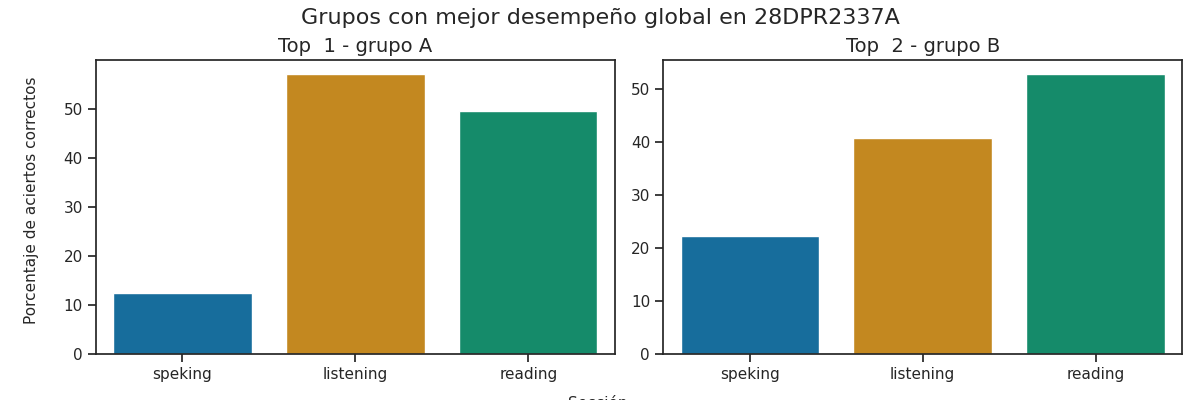 Grupos con mejor desempeño global en 28DPR2337A
Top 1 - grupo A
Top 2 - grupo B
Porcentaje de aciertos correctos
50
40
30
20
10
0
speking
listening
reading
50
40
30
20
10
0
speking
listening
reading
Sección